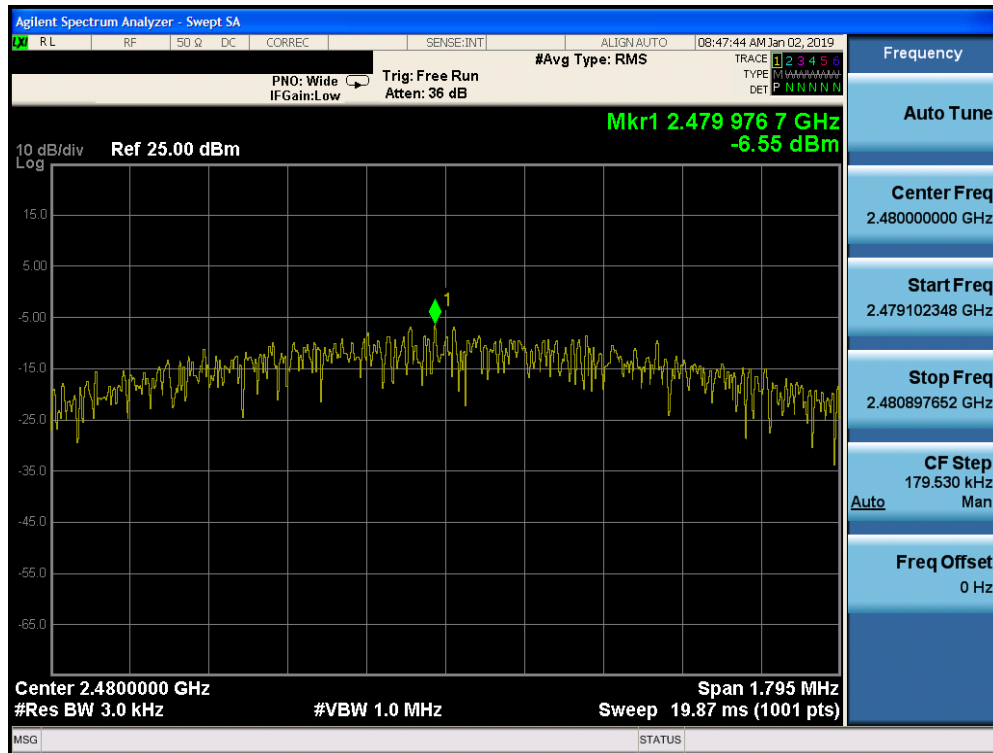 Agilent Spectrum Analyzer - Swept SA
LXI RL RF 50 Ω DC CORREC SENSE:INT ALIGN AUTO 08:47:44 AM Jan 02, 2019
#Avg Type: RMS TRACE 1 2 3 4 5 6
PNO: Wide Trig: Free Run TYPE MWWWWW
IFGain:Low Atten: 36 dB DET P N N N N N
Mkr1 2.479 976 7 GHz
-6.55 dBm
10 dB/div Ref 25.00 dBm
Log
15.0
5.00
1
-5.00
-15.0
-25.0
-35.0
-45.0
-55.0
-65.0
Center 2.4800000 GHz Span 1.795 MHz
#Res BW 3.0 kHz #VBW 1.0 MHz Sweep 19.87 ms (1001 pts)
MSG STATUS
Frequency
Auto Tune
Center Freq
2.480000000 GHz
Start Freq
2.479102348 GHz
Stop Freq
2.480897652 GHz
CF Step
179.530 kHz
Auto Man
Freq Offset
0 Hz